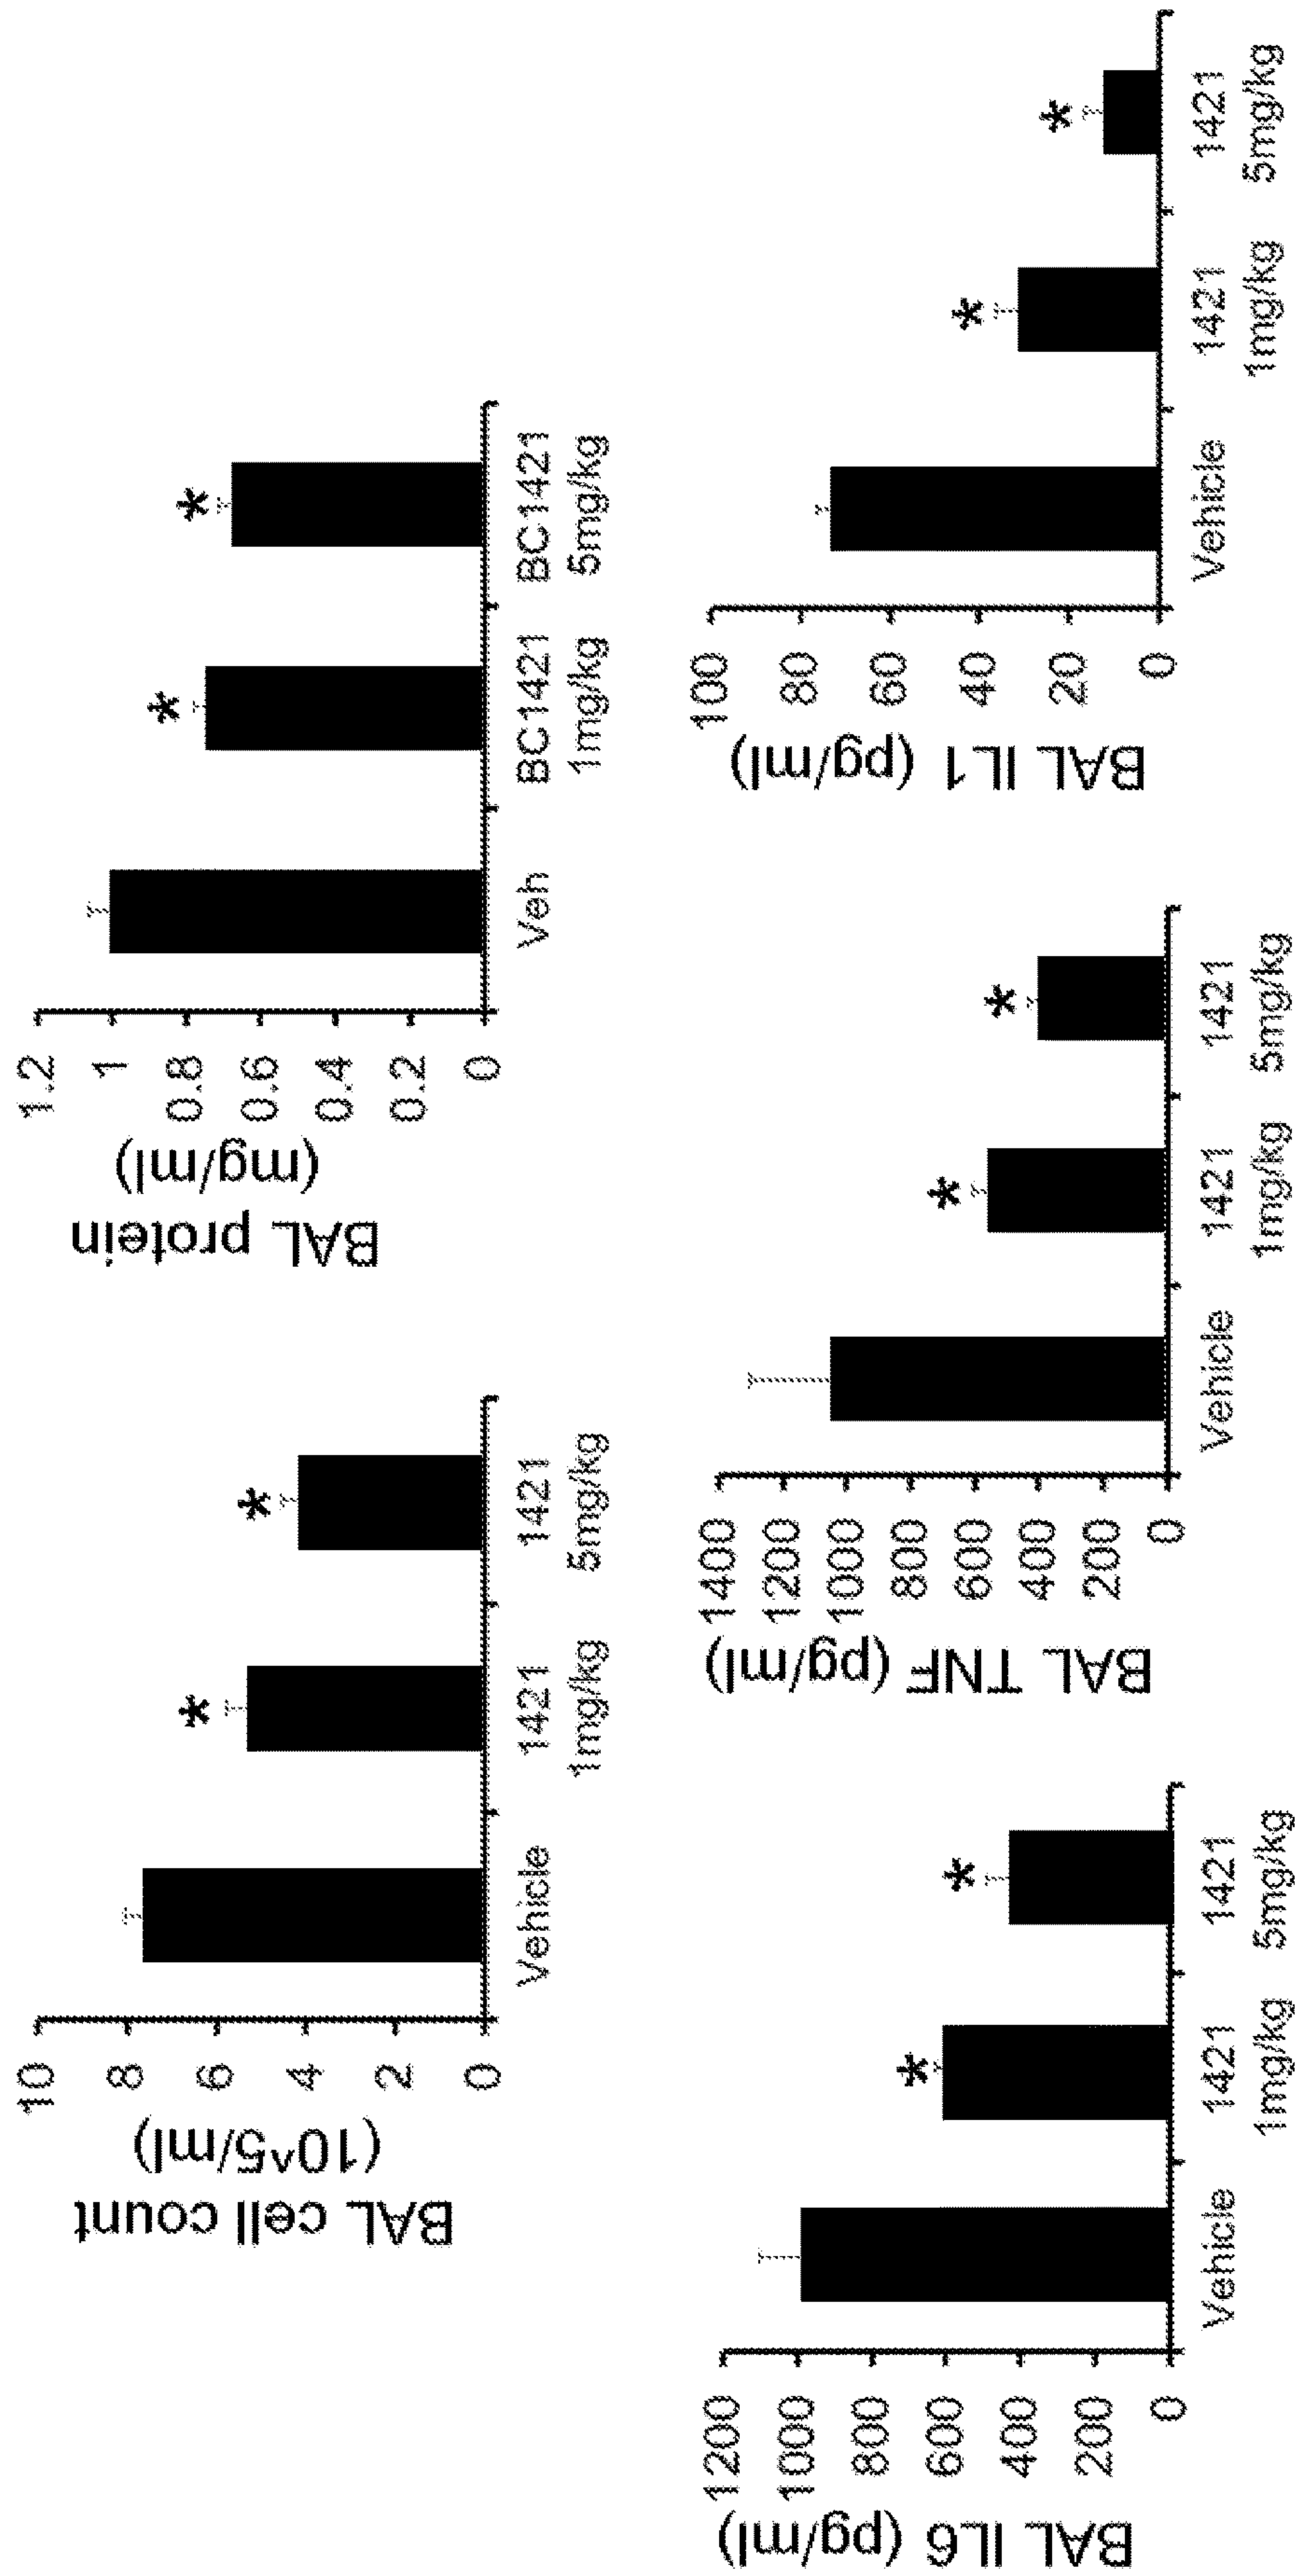 BAL cell count
(10^5/ml)
10
8
6
4
2
0
*
*
Vehicle
1421
1mg/kg
1421
5mg/kg
BAL protein
(mg/ml)
1.2
1
0.8
0.6
0.4
0.2
0
*
*
Veh
BC1421
1mg/kg
BC1421
5mg/kg
BAL IL6 (pg/ml)
1200
1000
800
600
400
200
0
*
*
Vehicle
1421
1mg/kg
1421
5mg/kg
BAL TNF (pg/ml)
1400
1200
1000
800
600
400
200
0
*
*
Vehicle
1421
1mg/kg
1421
5mg/kg
BAL IL1 (pg/ml)
100
80
60
40
20
0
*
*
Vehicle
1421
1mg/kg
1421
5mg/kg